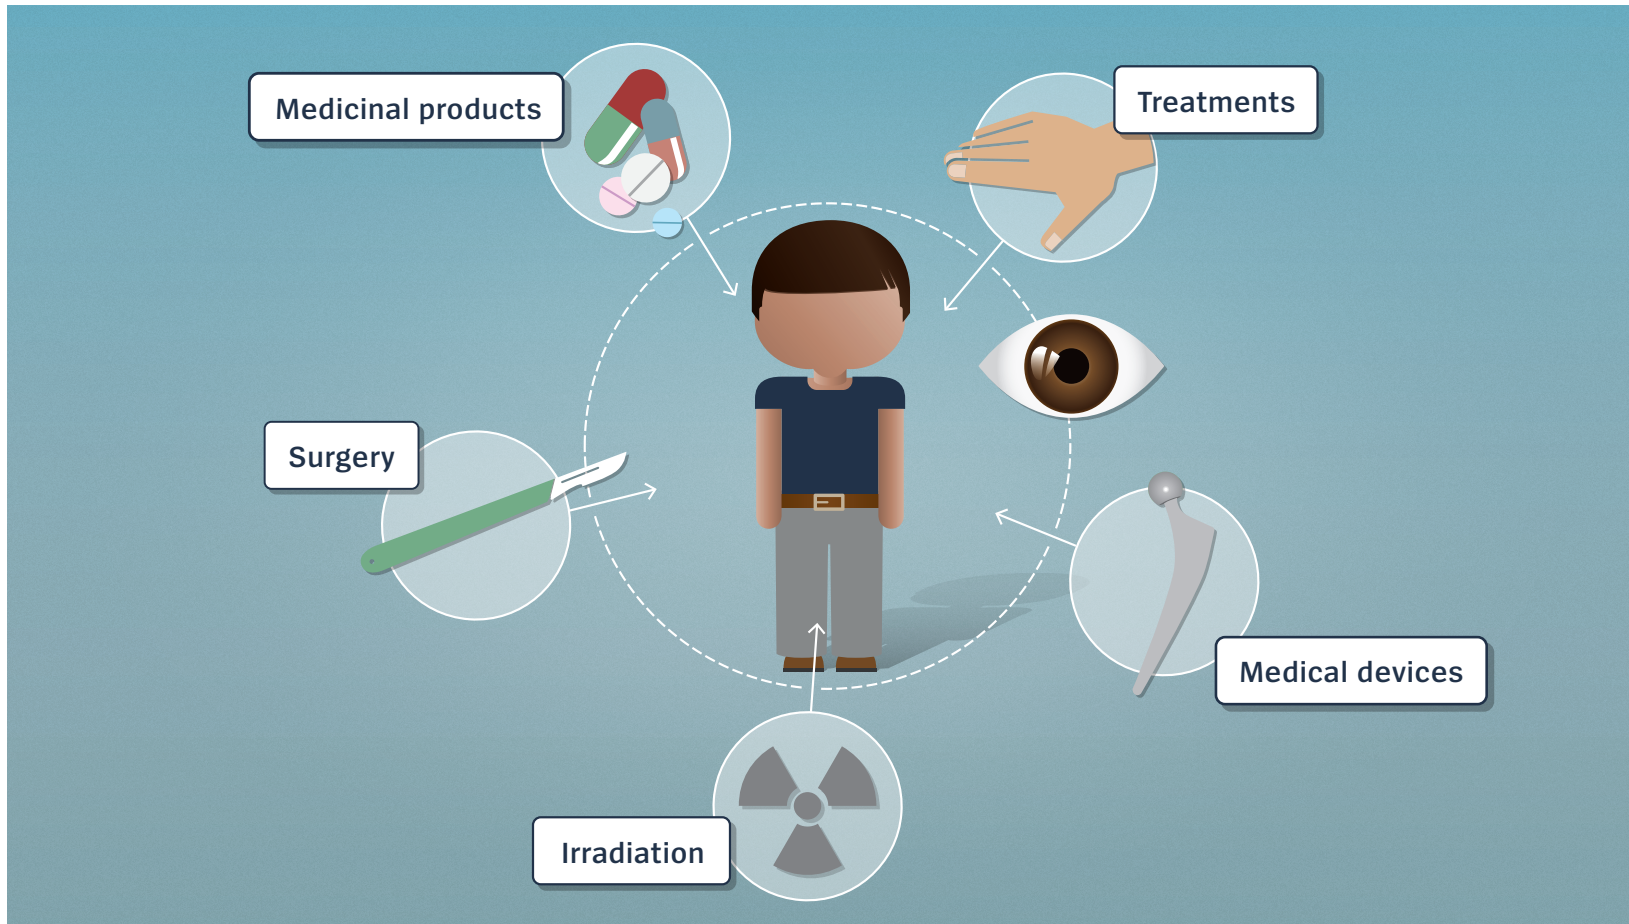 Medicinal products
Treatments
Surgery
Medical devices
Irradiation